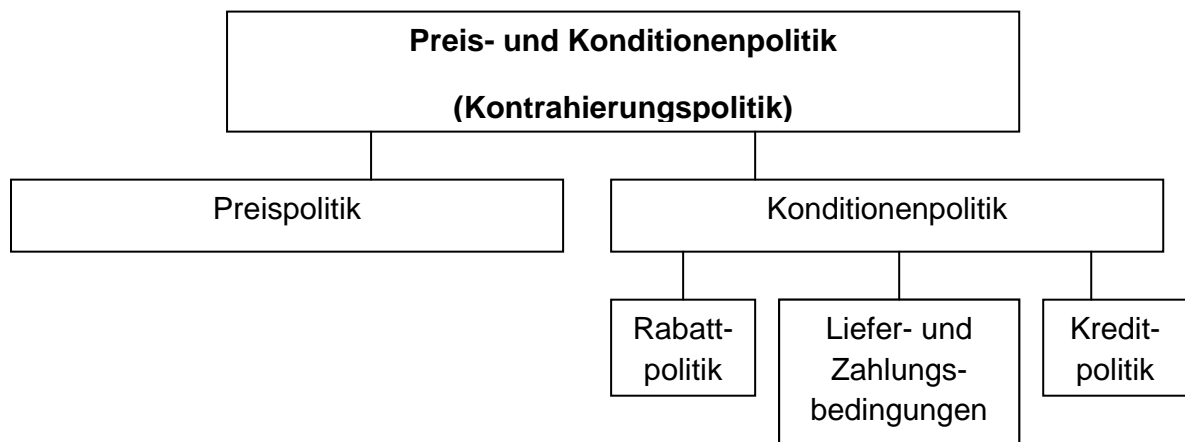 Preis- und Konditionenpolitik
(Kontrahierungspolitik)
Preispolitik
Konditionenpolitik
Rabatt-
politik
Liefer- und
Zahlungs-
bedingungen
Kredit-
politik